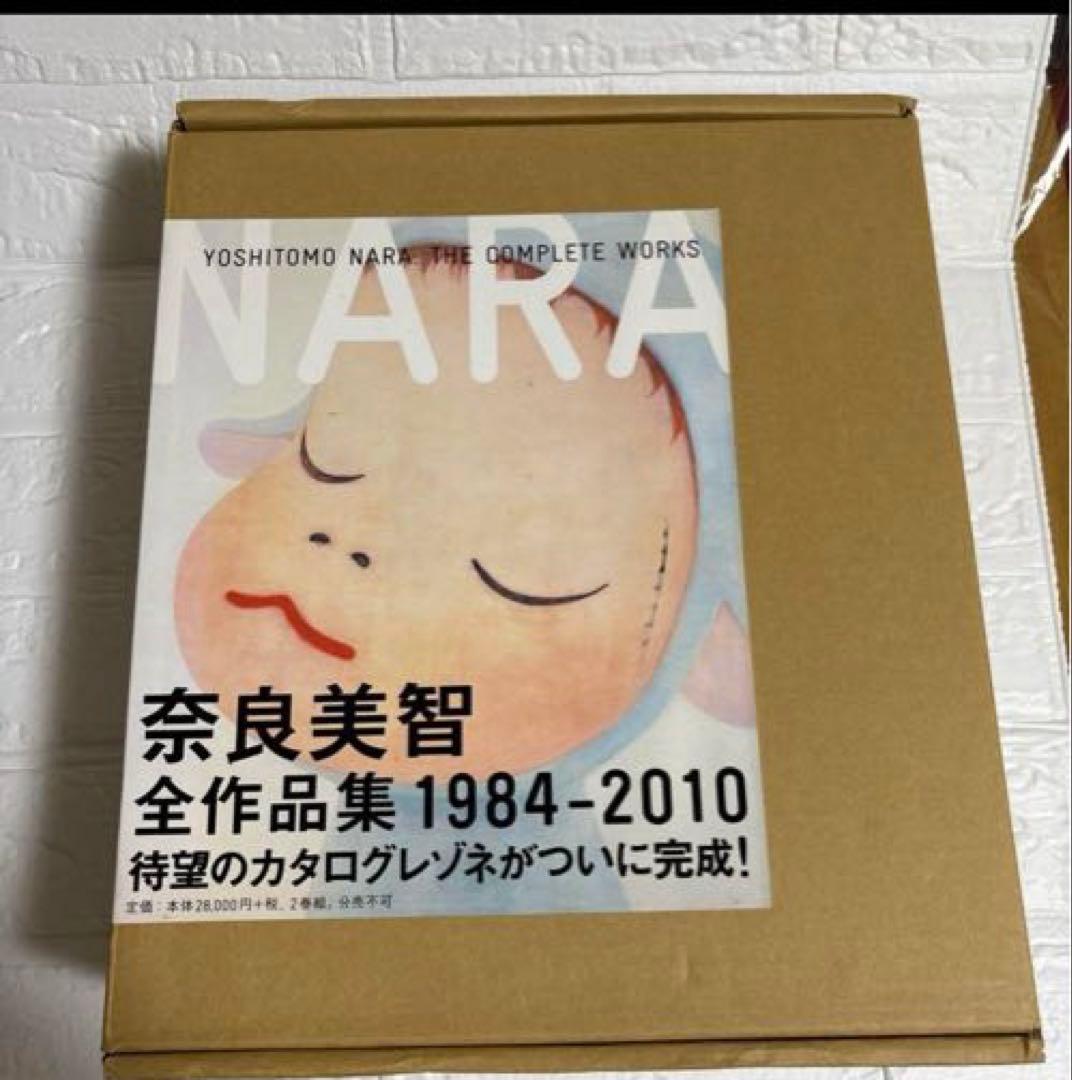 NARA
YOSHITOMO NARA: THE COMPLETE WORKS
奈良美智
全作品集 1984-2010
待望のカタログレゾネがついに完成!
定価:本体28,000円+税、2巻組、分売不可